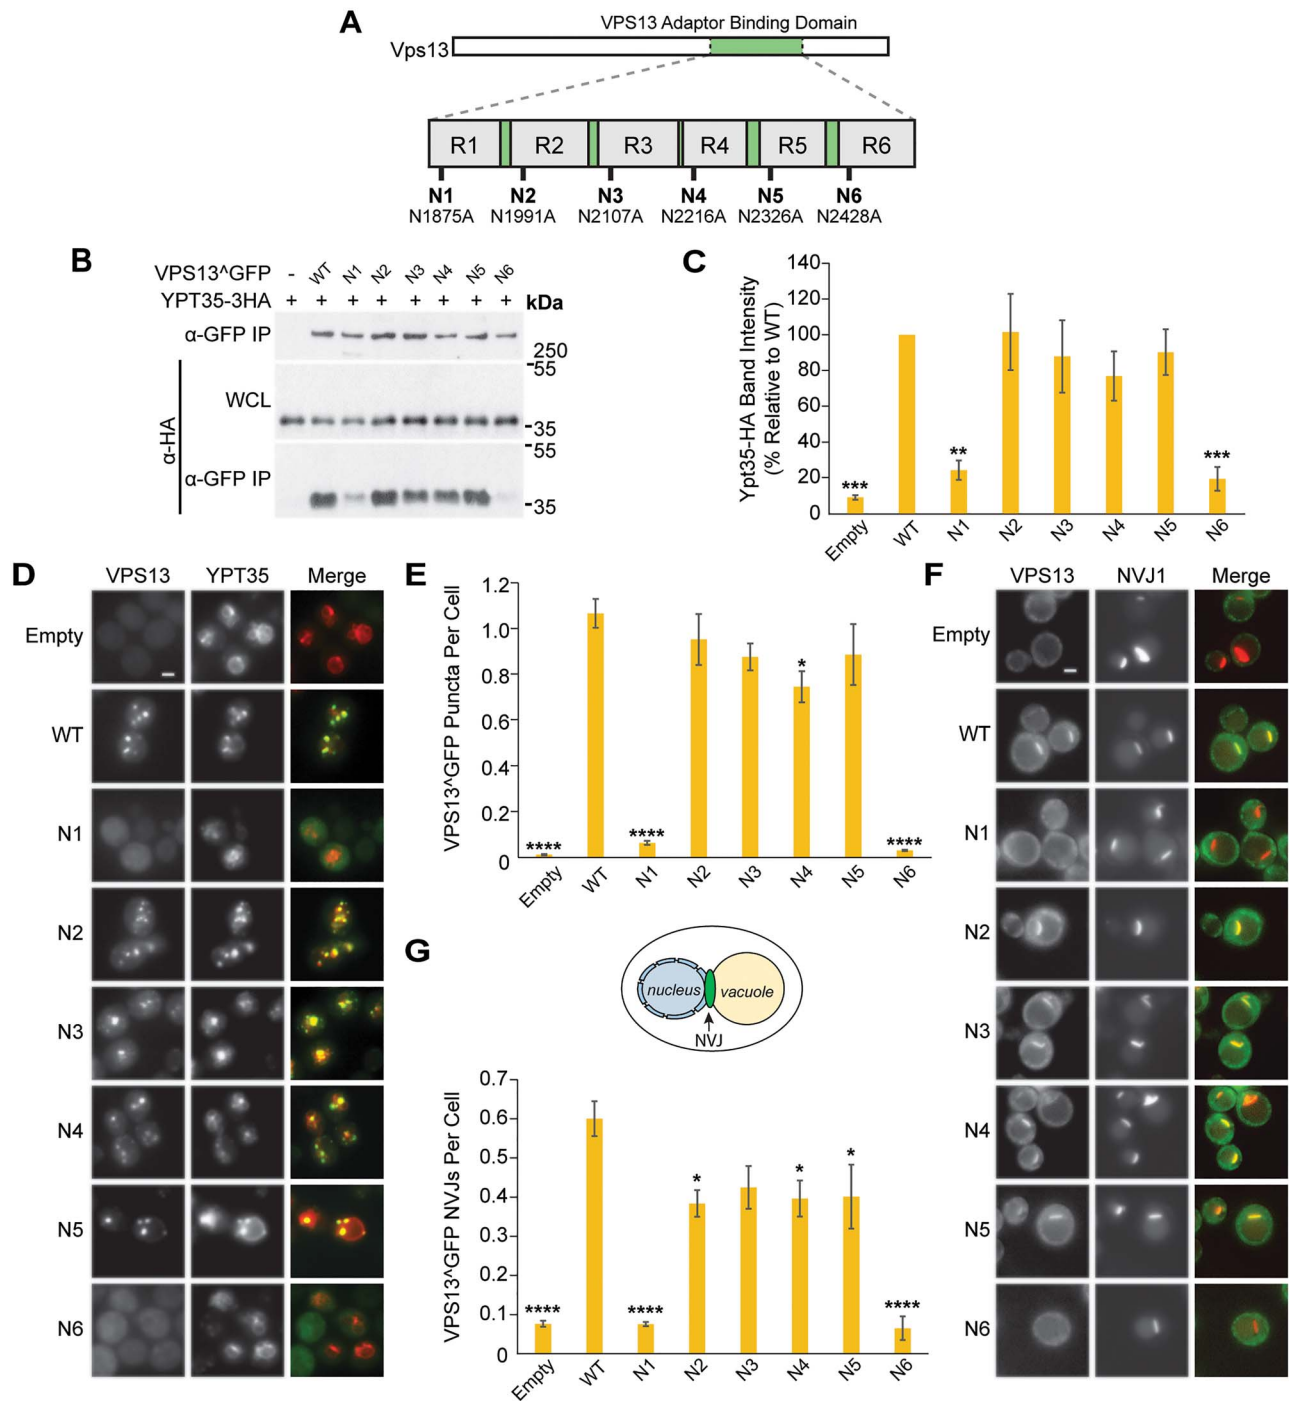 A
VPS13 Adaptor Binding Domain
Vps13
R1 R2 R3 R4 R5 R6
N1 N2 N3 N4 N5 N6
N1875A N1991A N2107A N2216A N2326A N2428A
B
VPS13^GFP - WT N1 N2 N3 N4 N5 N6
YPT35-3HA + + + + + + + + kDa
α-GFP IP
250
55
WCL
35
α-HA
55
α-GFP IP
35
C
Ypt35-HA Band Intensity
(% Relative to WT)
140
120
100
80
60
40
20
0
*** ** ***
Empty WT N1 N2 N3 N4 N5 N6
D
VPS13 YPT35 Merge
Empty
WT
N1
N2
N3
N4
N5
N6
E
VPS13^GFP Puncta Per Cell
1.2
1.0
0.8
0.6
0.4
0.2
0
**** **** * ****
Empty WT N1 N2 N3 N4 N5 N6
F
VPS13 NVJ1 Merge
Empty
WT
N1
N2
N3
N4
N5
N6
G
nucleus vacuole
NVJ
VPS13^GFP NVJs Per Cell
0.7
0.6
0.5
0.4
0.3
0.2
0.1
0
**** **** * * * ****
Empty WT N1 N2 N3 N4 N5 N6